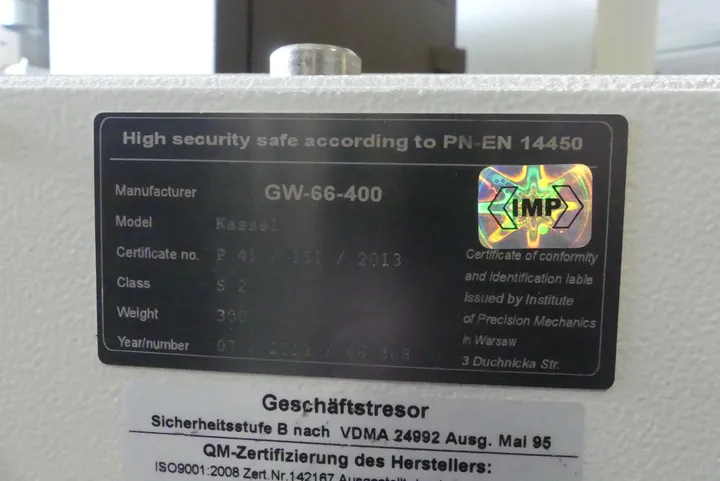 High security safe according to PN-EN 14450
Manufacturer GW-66-400
Model Kassel
Certificate no. P 41 / 151 / 2013
Class S 2
Weight 300
Year/number 07 2013 /
IMP
Certificate of conformity
and identification lable
issued by Institute
of Precision Mechanics
in Warsaw
3 Duchnicka Str.
Geschäftstresor
Sicherheitsstufe B nach VDMA 24992 Ausg. Mai 95
QM-Zertifizierung des Herstellers:
ISO9001:2008 Zert.Nr.142167